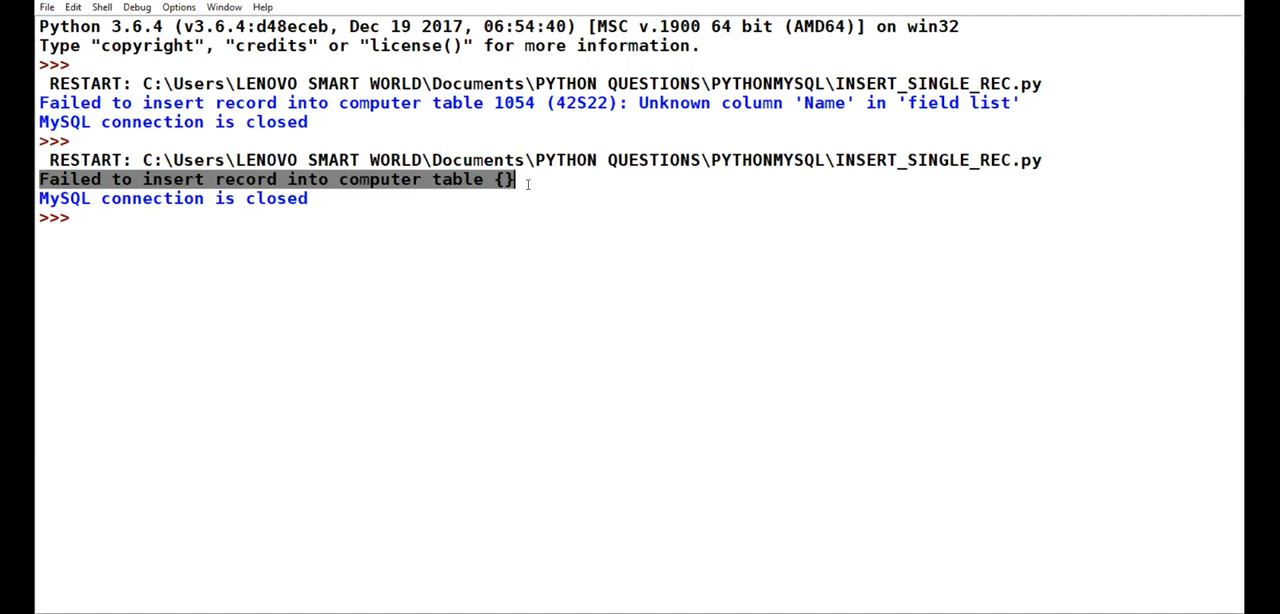 File Edit Shell Debug Options Window Help
Python 3.6.4 (v3.6.4:d48eceb, Dec 19 2017, 06:54:40) [MSC v.1900 64 bit (AMD64)] on win32
Type "copyright", "credits" or "license()" for more information.
>>>
RESTART: C:\Users\LENOVO SMART WORLD\Documents\PYTHON QUESTIONS\PYTHONMYSQL\INSERT_SINGLE_REC.py
Failed to insert record into computer table 1054 (42S22): Unknown column 'Name' in 'field list'
MySQL connection is closed
>>>
RESTART: C:\Users\LENOVO SMART WORLD\Documents\PYTHON QUESTIONS\PYTHONMYSQL\INSERT_SINGLE_REC.py
Failed to insert record into computer table {}
MySQL connection is closed
>>>